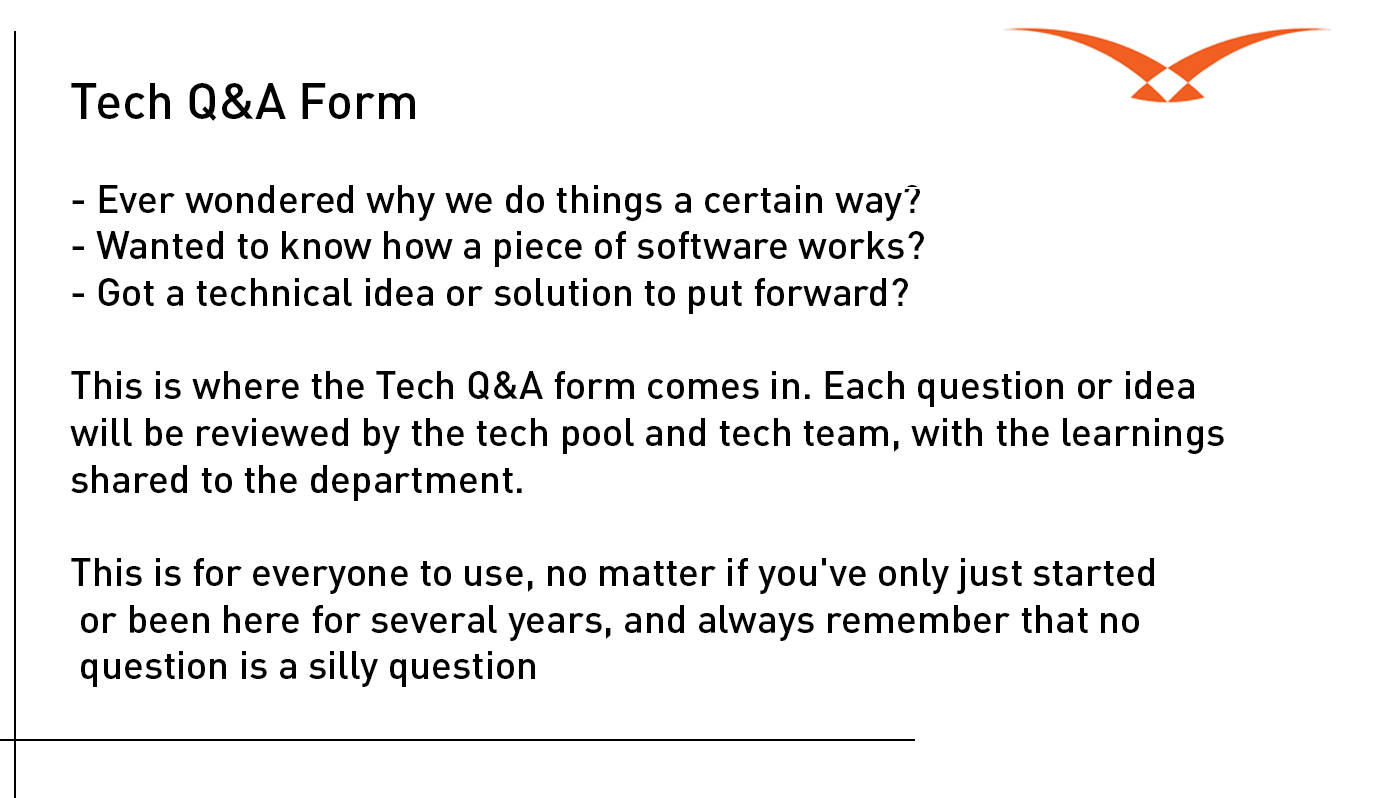 Tech Q&A Form
- Ever wondered why we do things a certain way?
- Wanted to know how a piece of software works?
- Got a technical idea or solution to put forward?
This is where the Tech Q&A form comes in. Each question or idea
will be reviewed by the tech pool and tech team, with the learnings
shared to the department.
This is for everyone to use, no matter if you've only just started
or been here for several years, and always remember that no
question is a silly question